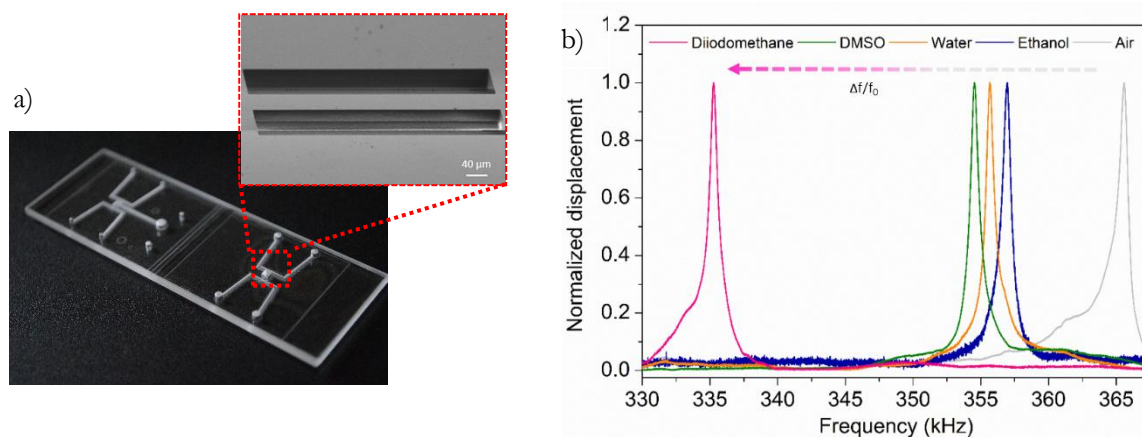 a)
40 µm
b)
Diiodomethane DMSO Water Ethanol Air
Δf/f₀
Normalized displacement
1.2
1.0
0.8
0.6
0.4
0.2
0.0
330 335 340 345 350 355 360 365
Frequency (kHz)